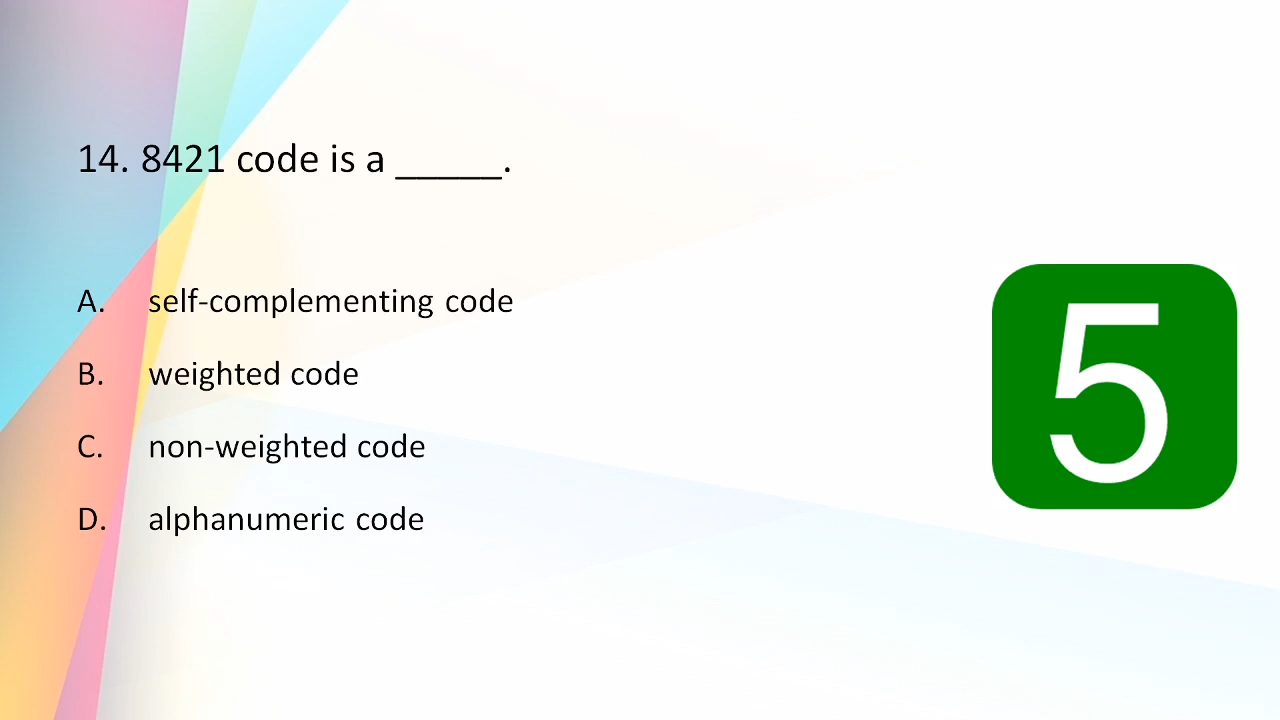 14. 8421 code is a _____.
A. self-complementing code
B. weighted code
C. non-weighted code
D. alphanumeric code
5